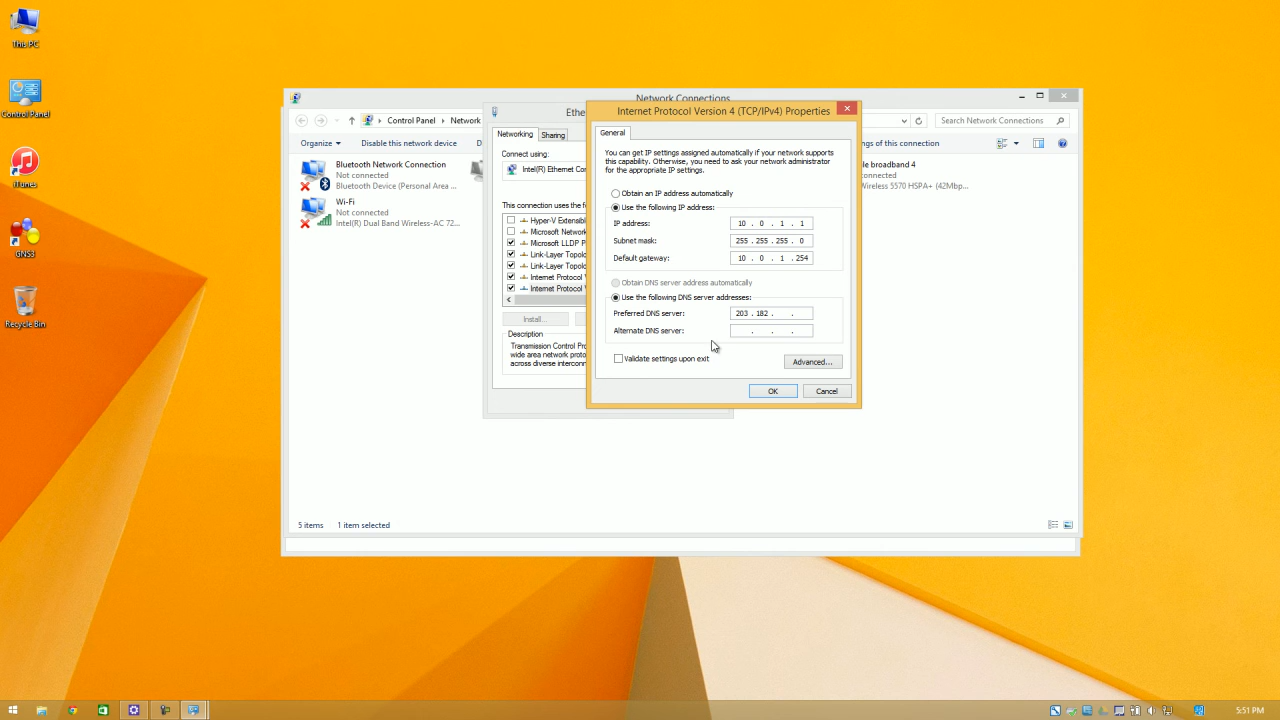 This PC
Control Panel
iTunes
GNS3
Recycle Bin
Network Connections
Control Panel
Network
Search Network Connections
Organize
Disable this network device
D
ngs of this connection
Bluetooth Network Connection
Not connected
Bluetooth Device (Personal Area ...
Wi-Fi
Not connected
Intel(R) Dual Band Wireless-AC 72...
le broadband 4
onnected
Wireless 5570 HSPA+ (42Mbp...
5 items
1 item selected
Ethe
Networking
Sharing
Connect using:
Intel(R) Ethernet Cor
This connection uses the f
Hyper-V Extensibl
Microsoft Network
Microsoft LLDP P
Link-Layer Topolo
Link-Layer Topolo
Internet Protocol V
Internet Protocol V
Install...
Description
Transmission Control Pro
wide area network proto
across diverse interconn
Internet Protocol Version 4 (TCP/IPv4) Properties
General
You can get IP settings assigned automatically if your network supports
this capability. Otherwise, you need to ask your network administrator
for the appropriate IP settings.
Obtain an IP address automatically
Use the following IP address:
IP address: 10 . 0 . 1 . 1
Subnet mask: 255 . 255 . 255 . 0
Default gateway: 10 . 0 . 1 . 254
Obtain DNS server address automatically
Use the following DNS server addresses:
Preferred DNS server: 203 . 182 . .
Alternate DNS server: . . .
Validate settings upon exit
Advanced...
OK
Cancel
5:51 PM